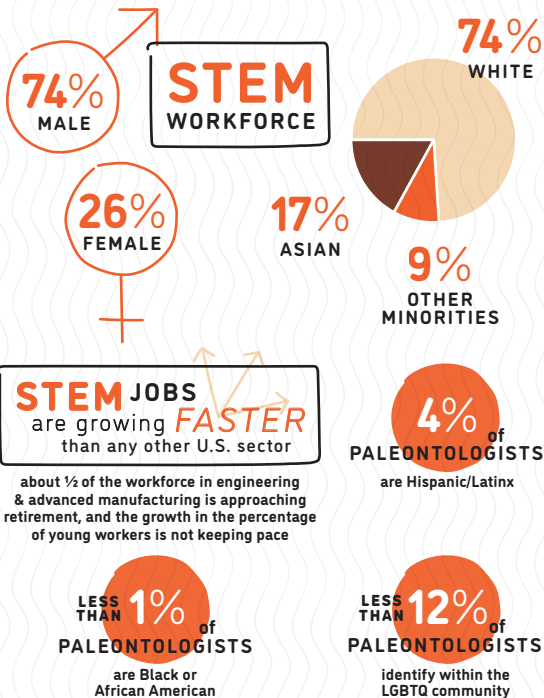 74%
MALE
STEM
WORKFORCE
74%
WHITE
26%
FEMALE
17%
ASIAN
9%
OTHER
MINORITIES
STEM JOBS
are growing FASTER
than any other U.S. sector
about ½ of the workforce in engineering
& advanced manufacturing is approaching
retirement, and the growth in the percentage
of young workers is not keeping pace
4% of
PALEONTOLOGISTS
are Hispanic/Latinx
LESS
THAN 1% of
PALEONTOLOGISTS
are Black or
African American
LESS
THAN 12% of
PALEONTOLOGISTS
identify within the
LGBTQ community